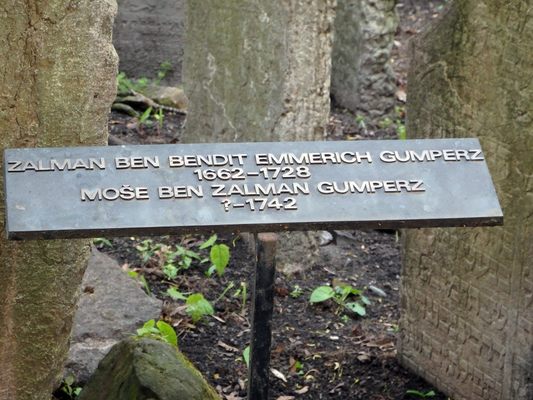 ZALMAN BEN BENDIT EMMERICH GUMPERZ
1662–1728
MOŠE BEN ZALMAN GUMPERZ
?–1742